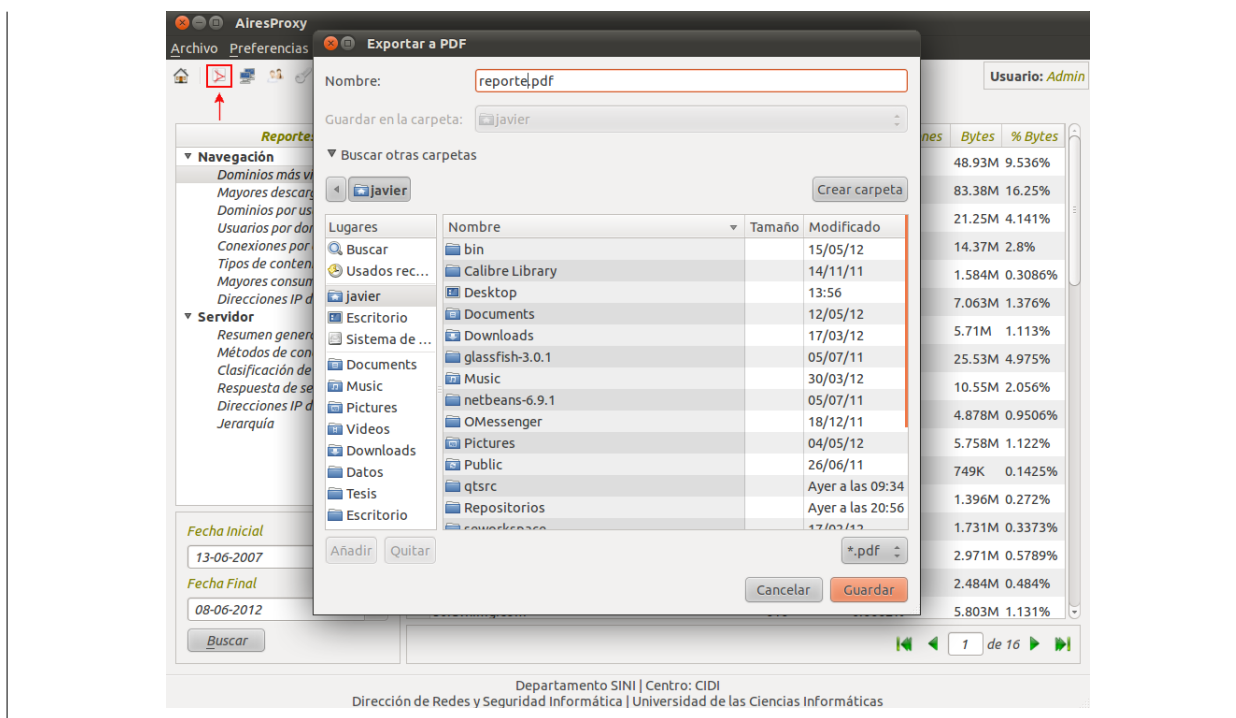 AiresProxy
Archivo Preferencias
Exportar a PDF
Usuario: Admin
Nombre: reporte.pdf
Guardar en la carpeta: javier
Buscar otras carpetas
javier
Crear carpeta
Lugares
Buscar
Usados rec...
javier
Escritorio
Sistema de ...
Documents
Music
Pictures
Videos
Downloads
Datos
Tesis
Escritorio
Nombre Tamaño Modificado
bin 15/05/12
Calibre Library 14/11/11
Desktop 13:56
Documents 12/05/12
Downloads 17/03/12
glassfish-3.0.1 05/07/11
Music 30/03/12
netbeans-6.9.1 05/07/11
OMessenger 18/12/11
Pictures 04/05/12
Public 26/06/11
qtsrc Ayer a las 09:34
Repositorios Ayer a las 20:56
Añadir Quitar
*.pdf
Cancelar Guardar
Reporte
Navegación
Dominios más vi
Mayores descarg
Dominios por us
Usuarios por dor
Conexiones por
Tipos de conten
Mayores consum
Direcciones IP d
Servidor
Resumen genera
Métodos de con
Clasificación de
Respuesta de se
Direcciones IP d
Jerarquía
Fecha Inicial
13-06-2007
Fecha Final
08-06-2012
Buscar
nes Bytes % Bytes
48.93M 9.536%
83.38M 16.25%
21.25M 4.141%
14.37M 2.8%
1.584M 0.3086%
7.063M 1.376%
5.71M 1.113%
25.53M 4.975%
10.55M 2.056%
4.878M 0.9506%
5.758M 1.122%
749K 0.1425%
1.396M 0.272%
1.731M 0.3373%
2.971M 0.5789%
2.484M 0.484%
5.803M 1.131%
1 de 16
Departamento SINI | Centro: CIDI
Dirección de Redes y Seguridad Informática | Universidad de las Ciencias Informáticas